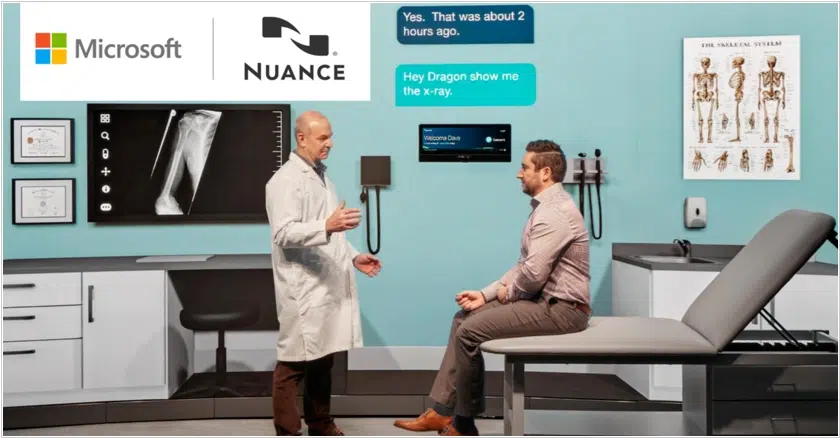 Microsoft
NUANCE
Yes. That was about 2
hours ago.
Hey Dragon show me
the x-ray.
THE SKELETAL SYSTEM
Welcome Dave